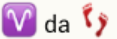 ♈ da 👣